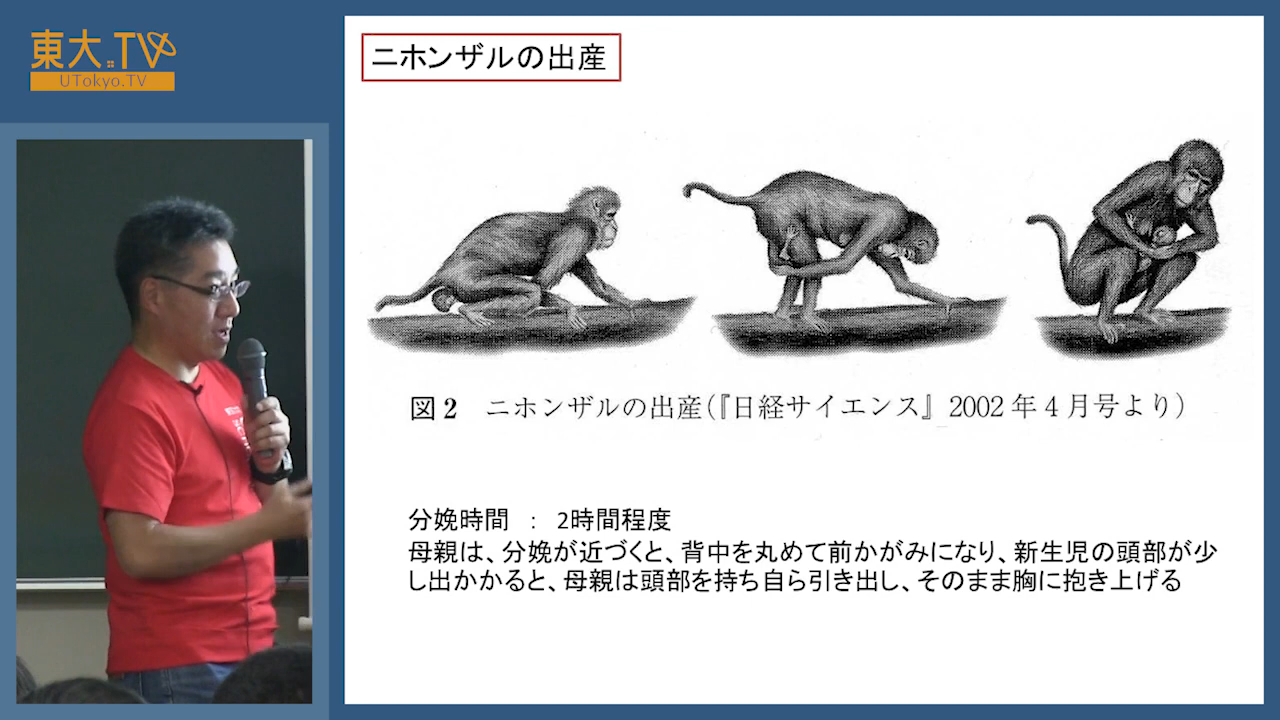 東大.TV
UTokyo.TV
ニホンザルの出産
図2 ニホンザルの出産(『日経サイエンス』 2002年4月号より)
分娩時間 : 2時間程度
母親は、分娩が近づくと、背中を丸めて前かがみになり、新生児の頭部が少
し出かかると、母親は頭部を持ち自ら引き出し、そのまま胸に抱き上げる